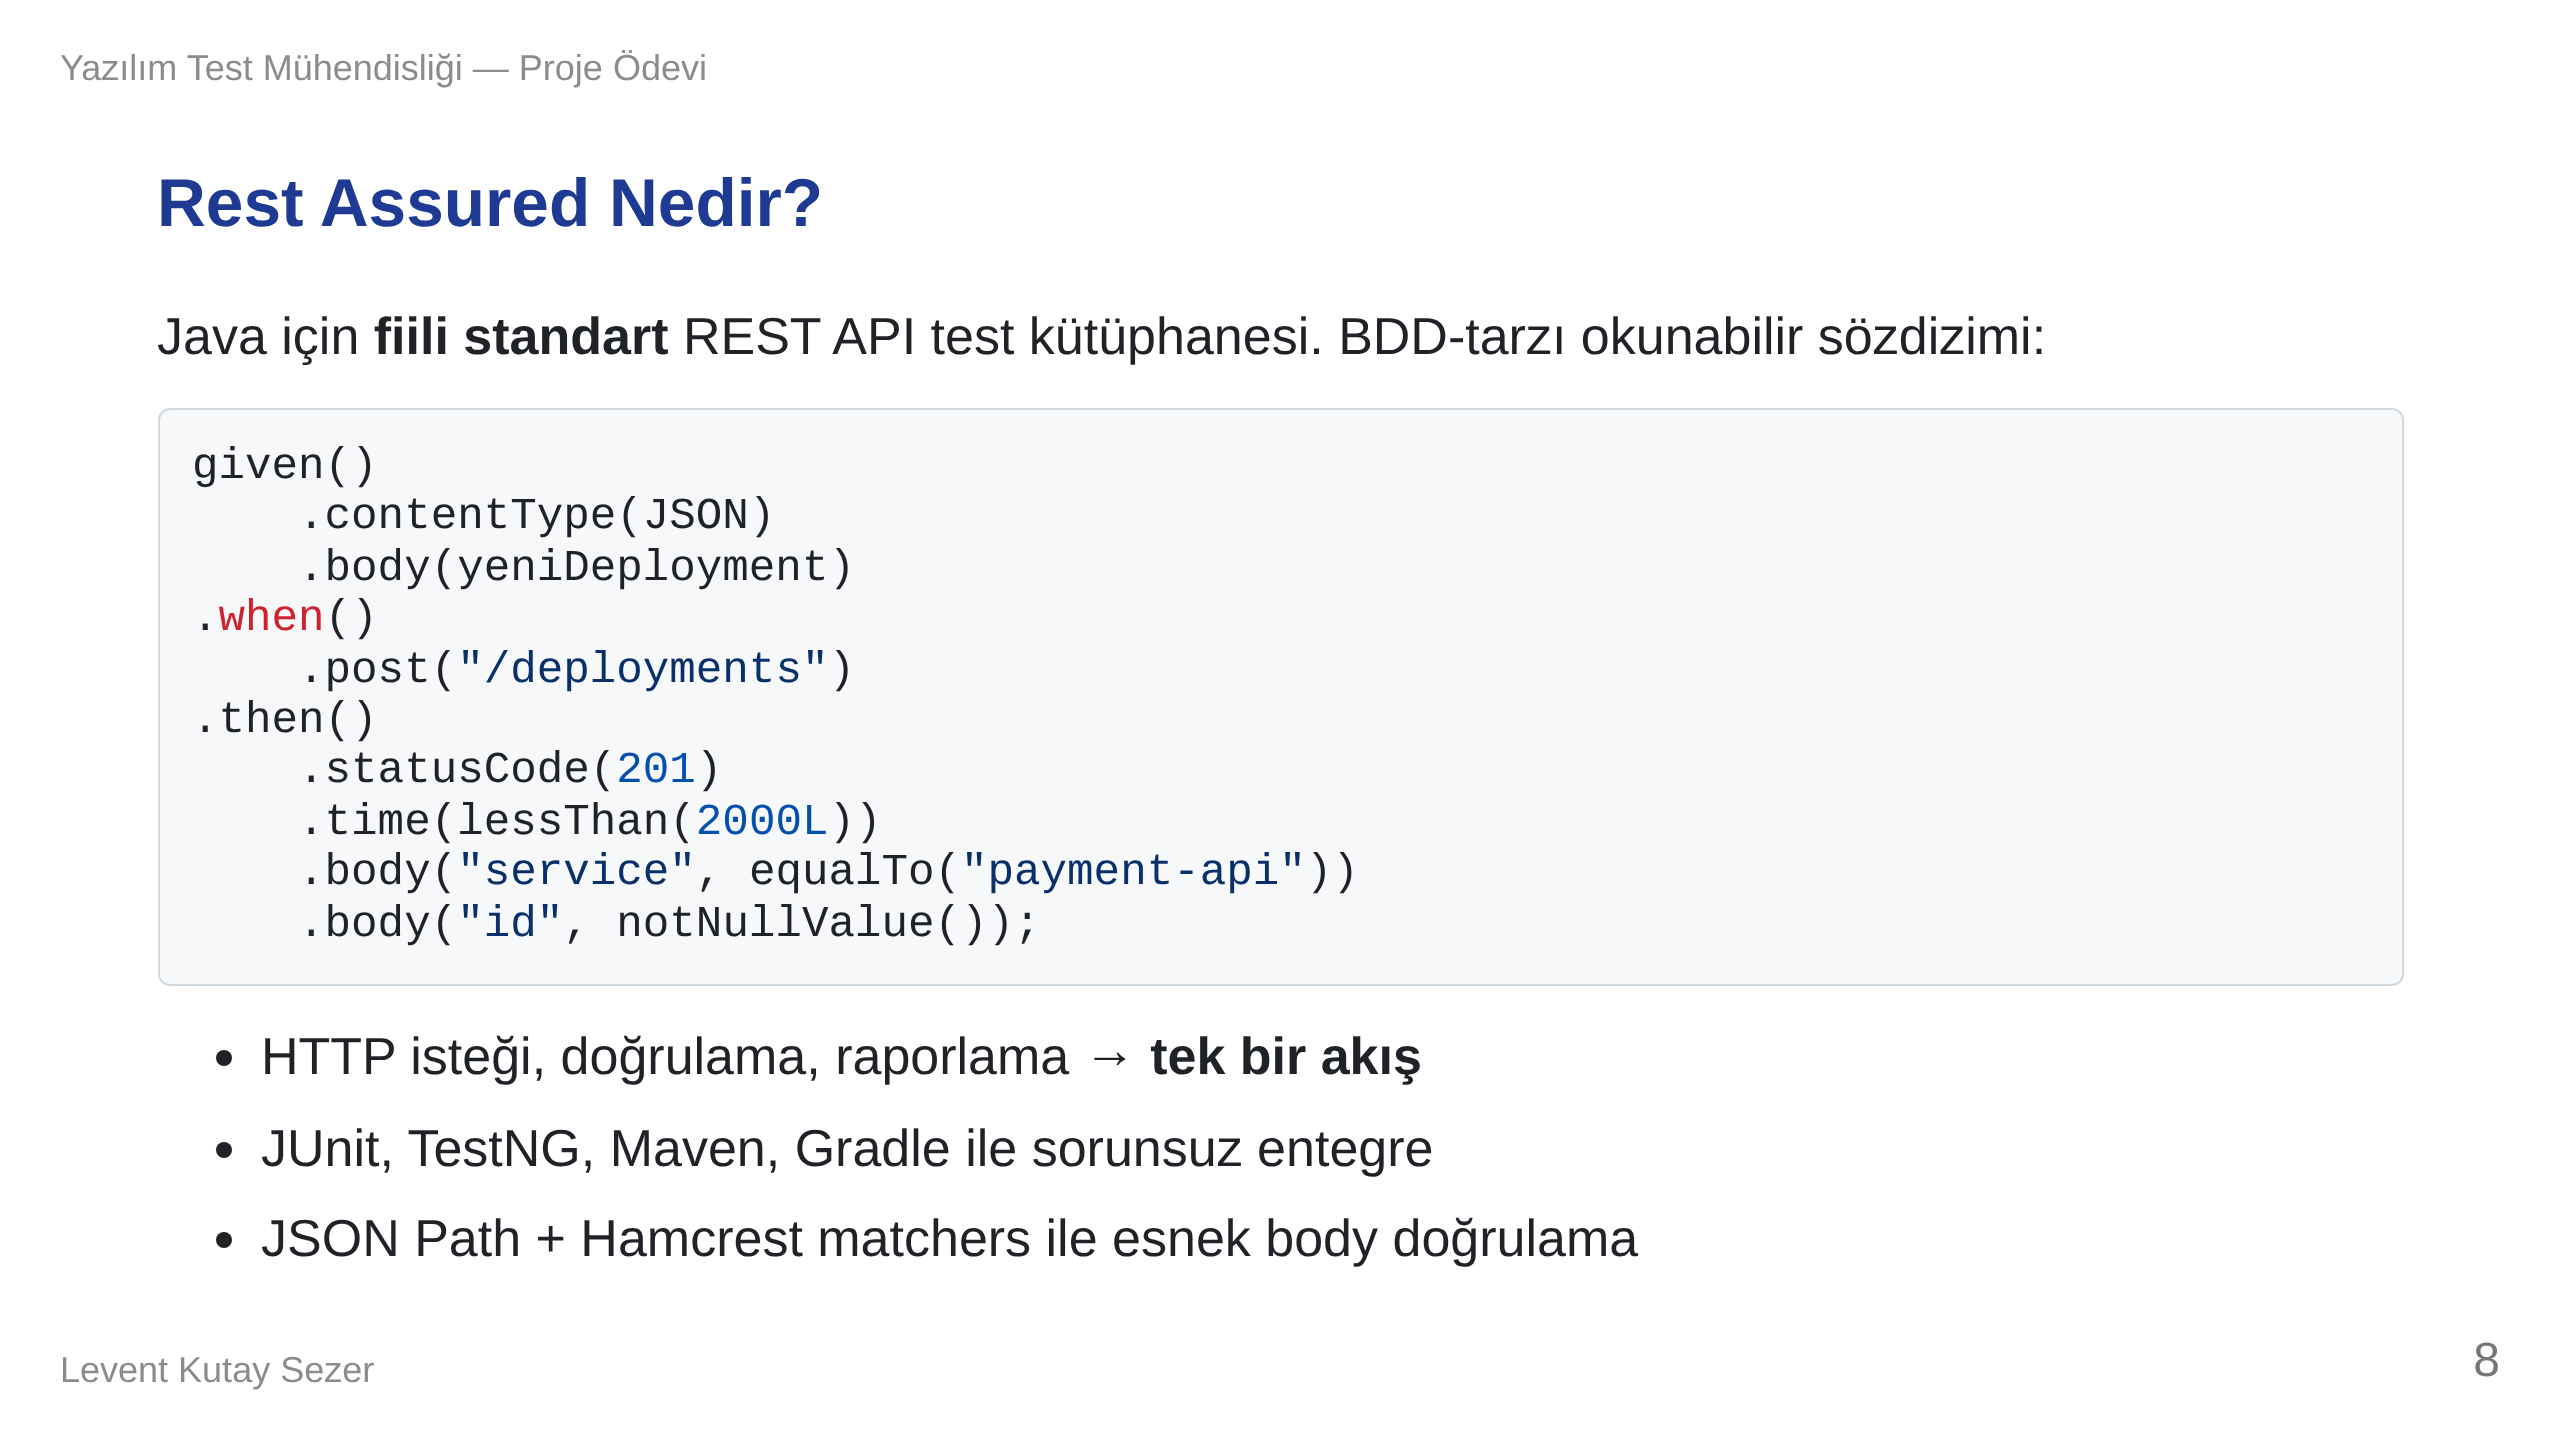 Yazılım Test Mühendisliği — Proje Ödevi
Rest Assured Nedir?
Java için fiili standart REST API test kütüphanesi. BDD-tarzı okunabilir sözdizimi:
given()
    .contentType(JSON)
    .body(yeniDeployment)
.when()
    .post("/deployments")
.then()
    .statusCode(201)
    .time(lessThan(2000L))
    .body("service", equalTo("payment-api"))
    .body("id", notNullValue());
• HTTP isteği, doğrulama, raporlama → tek bir akış
• JUnit, TestNG, Maven, Gradle ile sorunsuz entegre
• JSON Path + Hamcrest matchers ile esnek body doğrulama
Levent Kutay Sezer
8